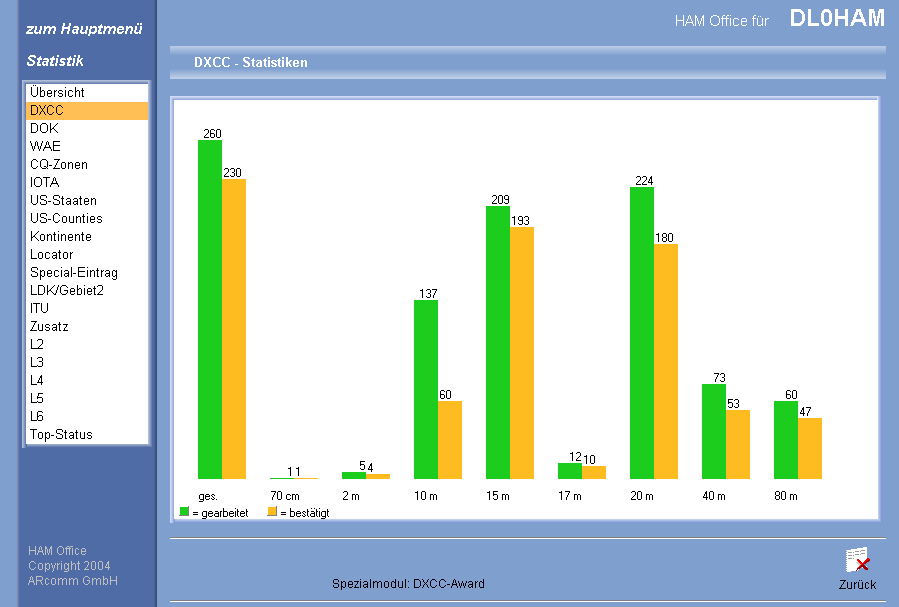 zum Hauptmenü
Statistik
Übersicht
DXCC
DOK
WAE
CQ-Zonen
IOTA
US-Staaten
US-Counties
Kontinente
Locator
Special-Eintrag
LDK/Gebiet2
ITU
Zusatz
L2
L3
L4
L5
L6
Top-Status
HAM Office
Copyright 2004
ARcomm GmbH
HAM Office für DL0HAM
DXCC - Statistiken
260 230 1 1 5 4 137 60 209 193 12 10 224 180 73 53 60 47
ges. 70 cm 2 m 10 m 15 m 17 m 20 m 40 m 80 m
= gearbeitet = bestätigt
Spezialmodul: DXCC-Award
Zurück